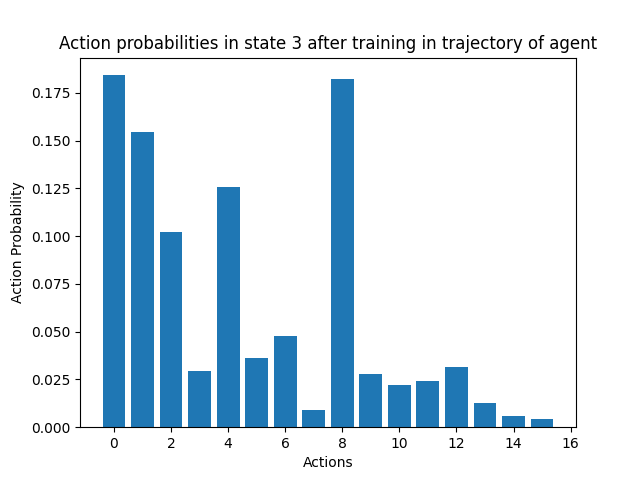 Action probabilities in state 3 after training in trajectory of agent
0.175
0.150
0.125
0.100
0.075
0.050
0.025
0.000
Action Probability
0 2 4 6 8 10 12 14 16
Actions